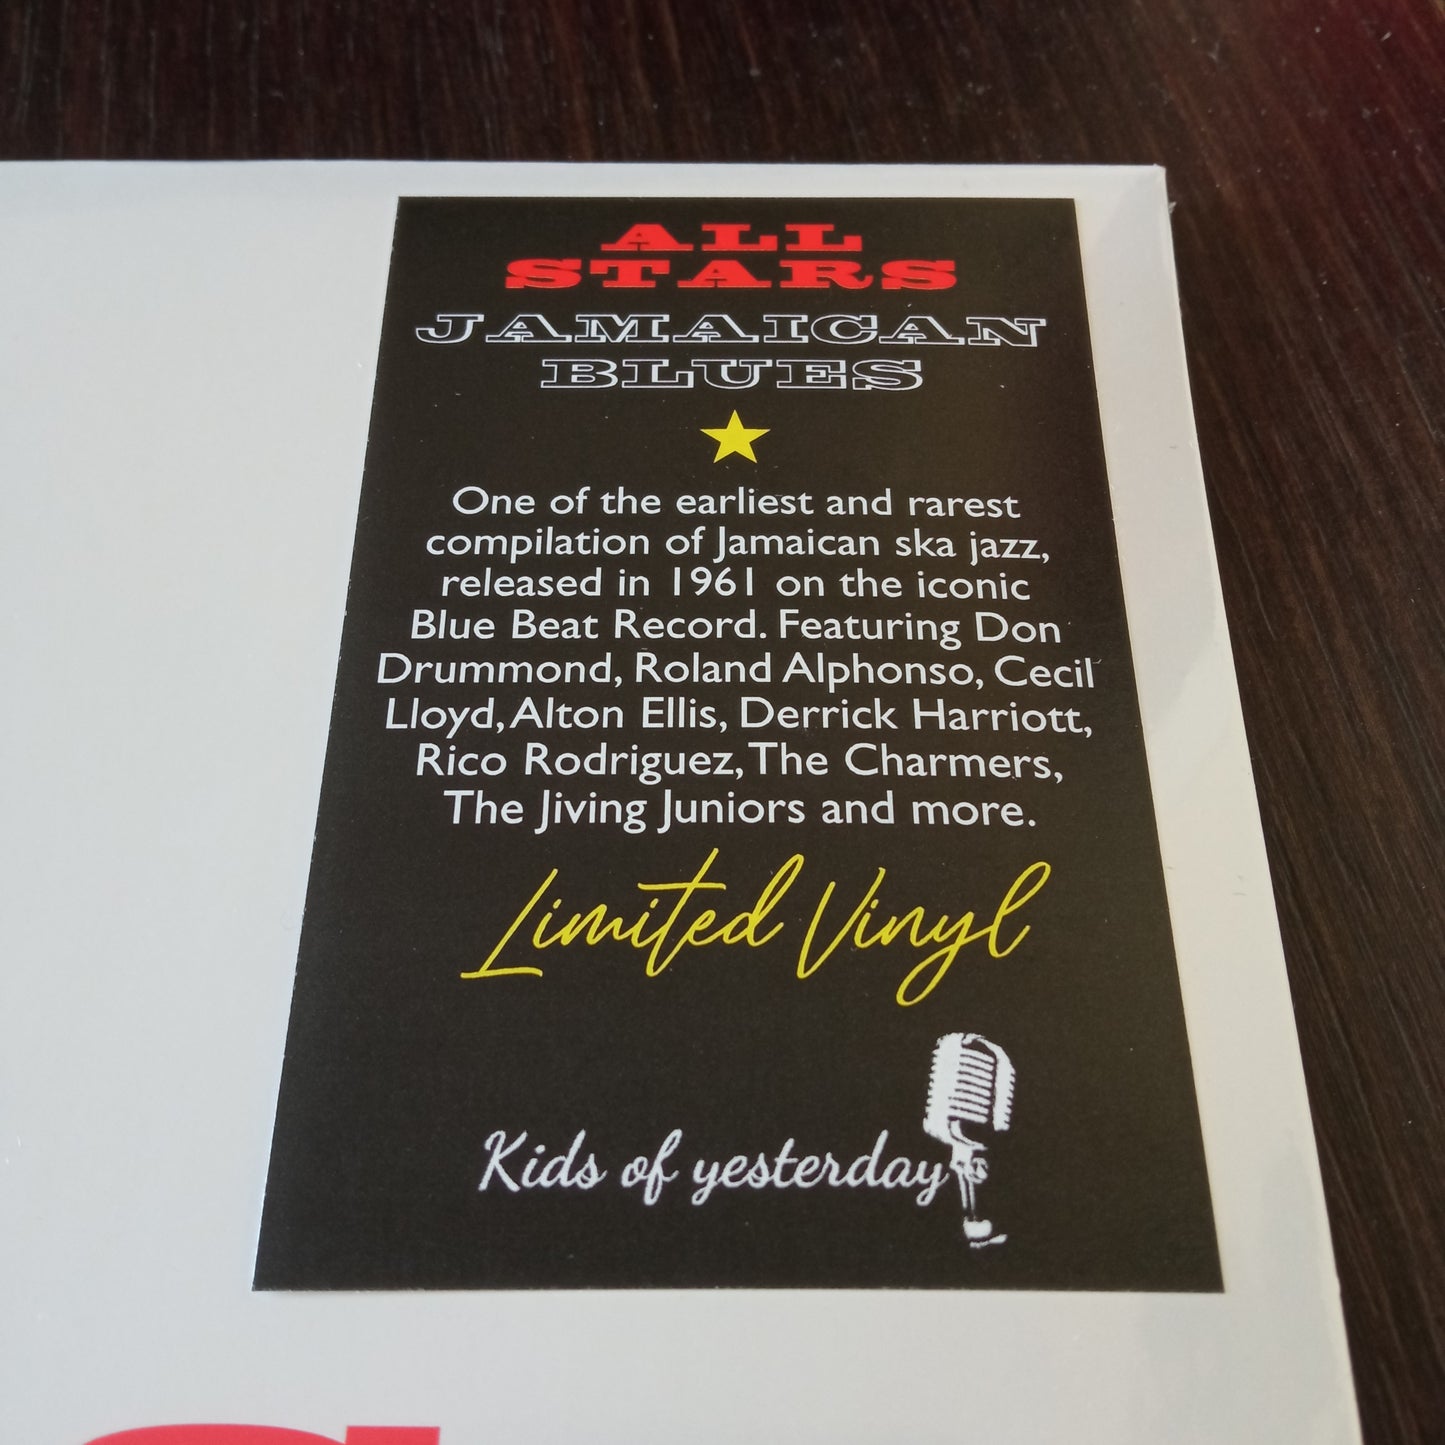 ALL
STARS
JAMAICAN
BLUES
One of the earliest and rarest
compilation of Jamaican ska jazz,
released in 1961 on the iconic
Blue Beat Record. Featuring Don
Drummond, Roland Alphonso, Cecil
Lloyd, Alton Ellis, Derrick Harriott,
Rico Rodriguez, The Charmers,
The Jiving Juniors and more.
Limited Vinyl
Kids of yesterday